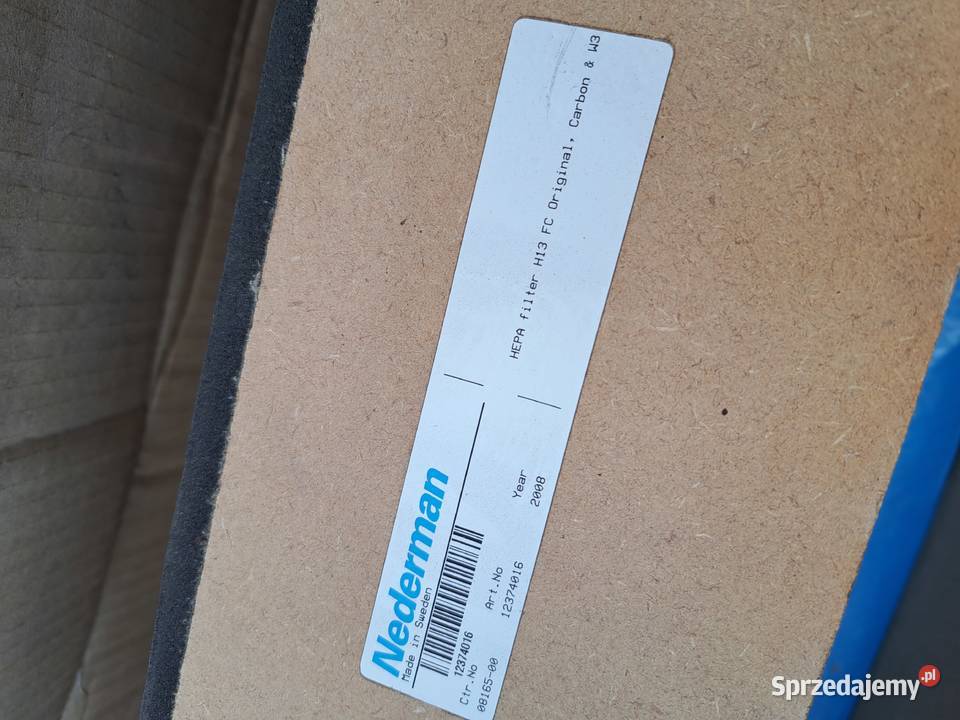 Nederman
Made in Sweden
12374016
Ctr.No
08165-00
Art.No
12374016
Year
2008
HEPA filter H13 FC Original, Carbon & W3
Sprzedajemy.pl